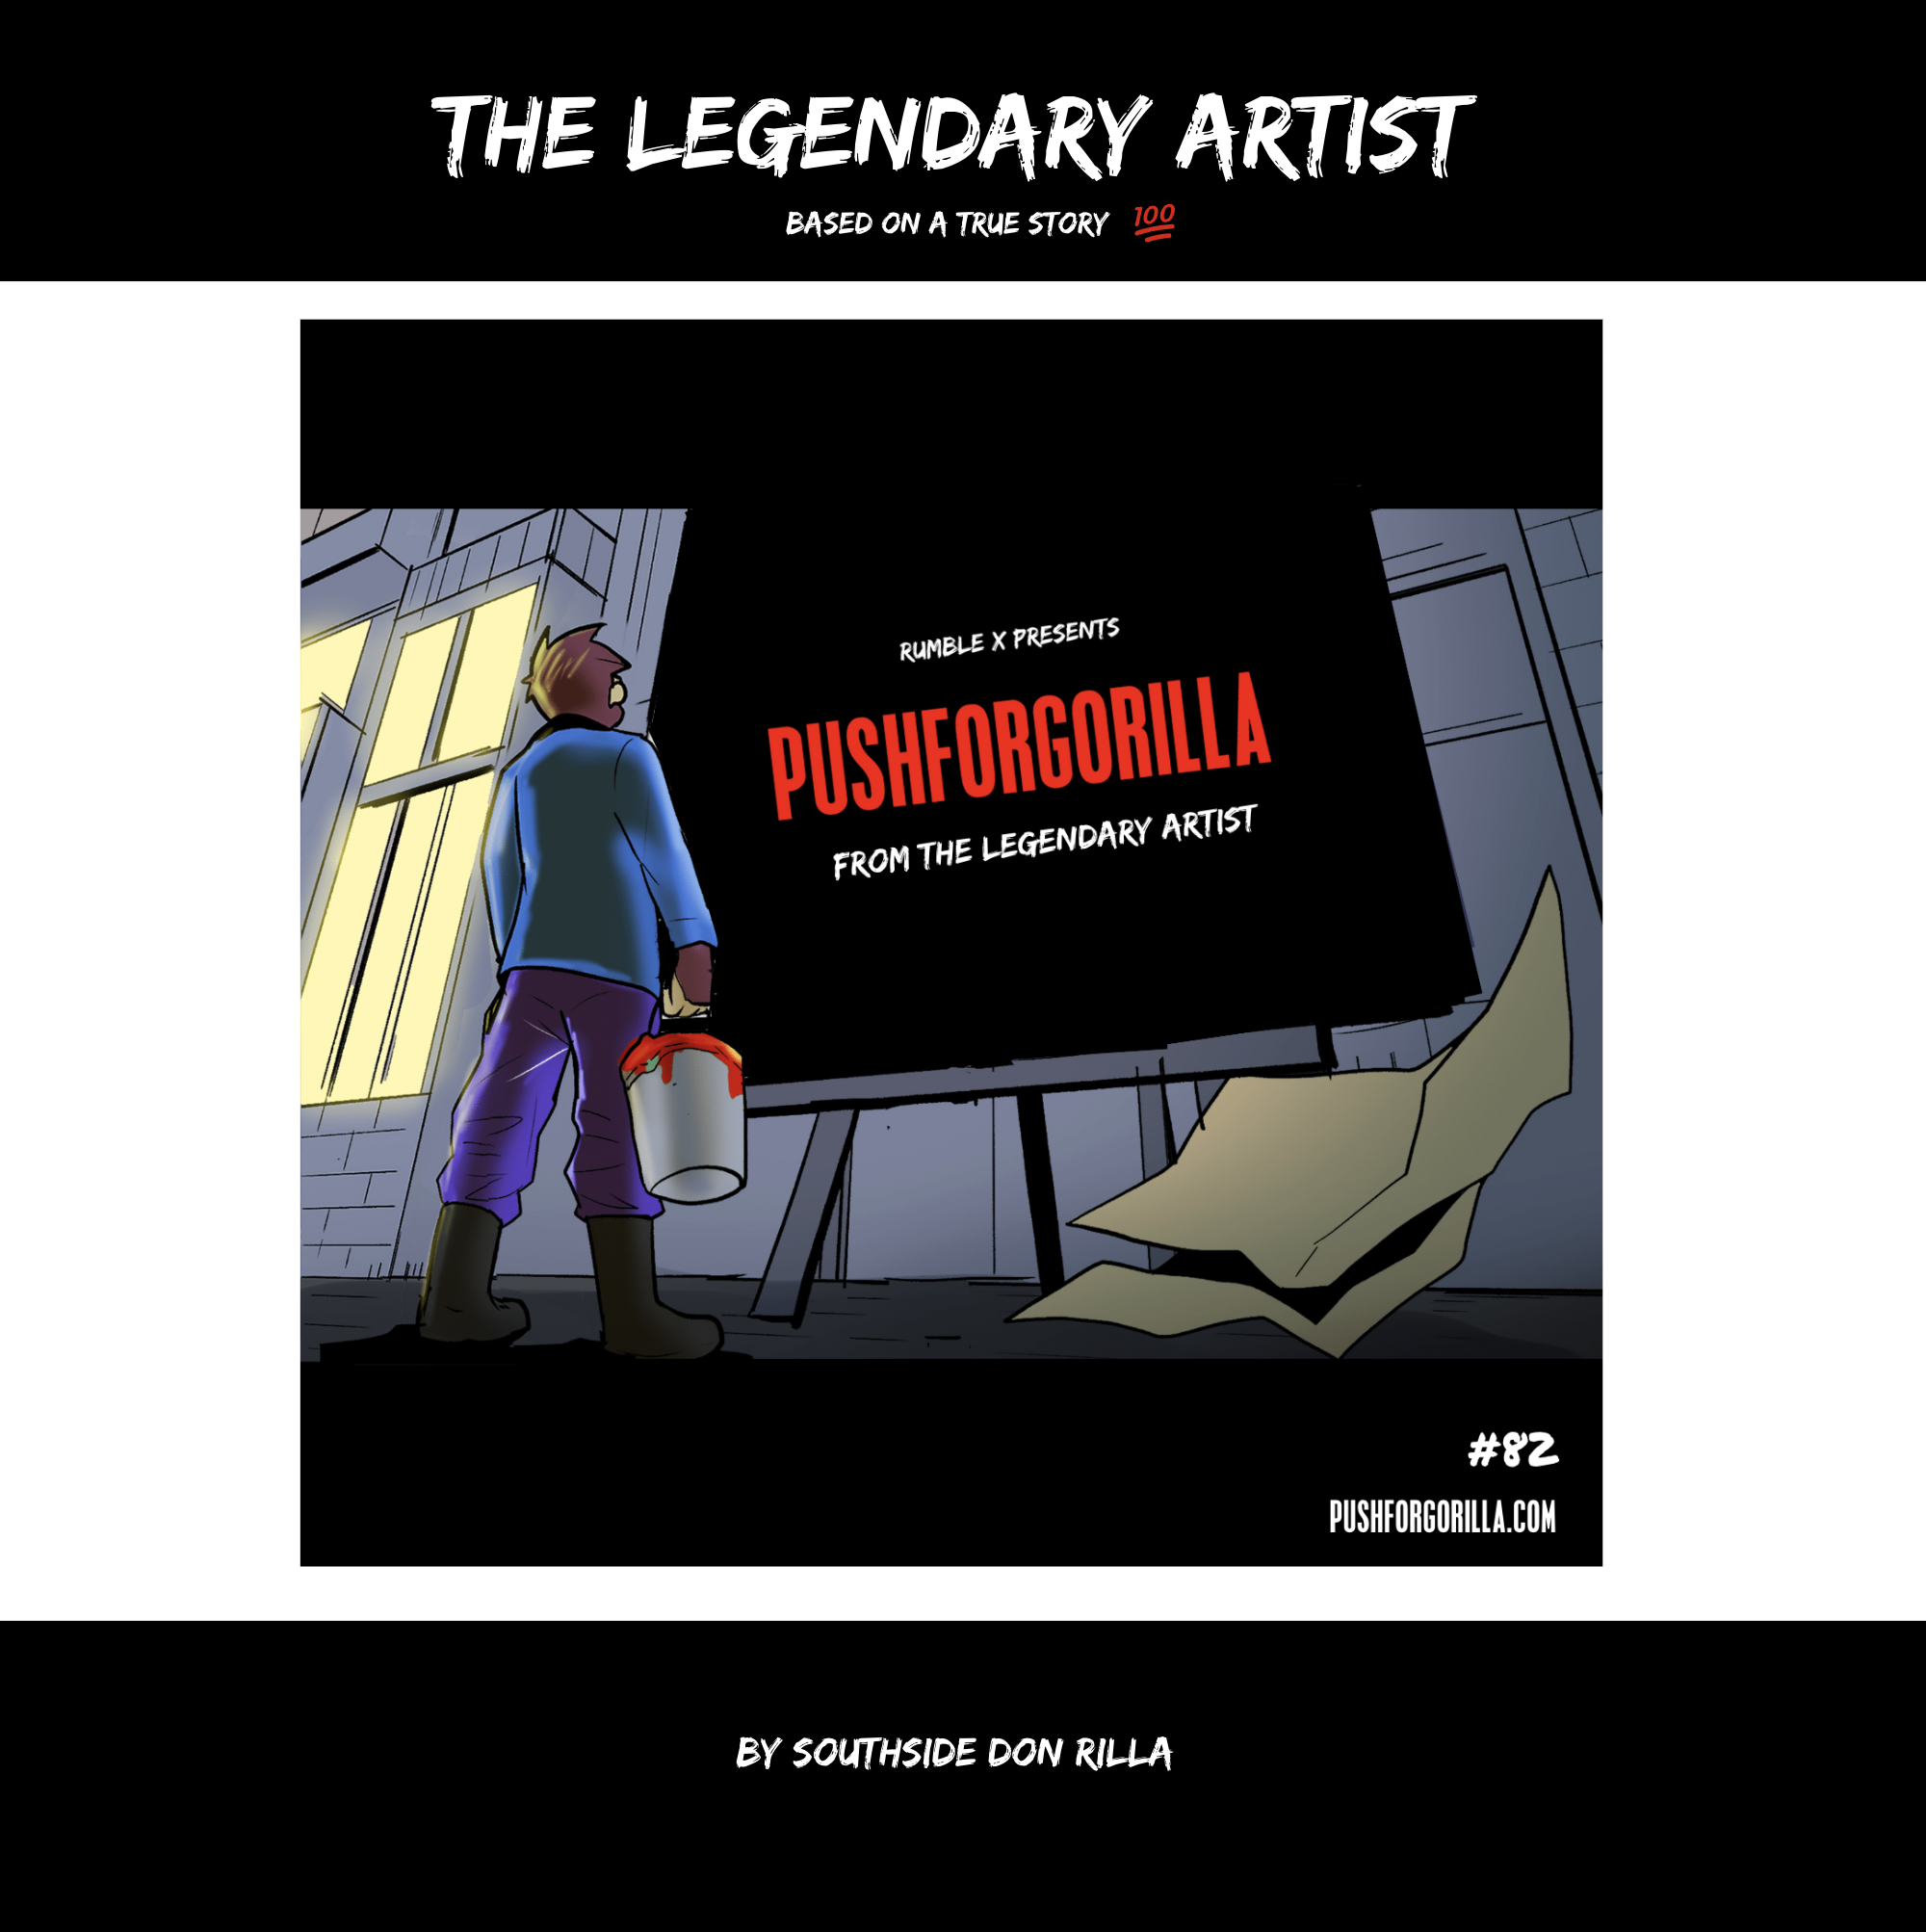 THE LEGENDARY ARTIST
BASED ON A TRUE STORY 💯
RUMBLE X PRESENTS
PUSHFORGORILLA
FROM THE LEGENDARY ARTIST
#82
PUSHFORGORILLA.COM
BY SOUTHSIDE DON RILLA